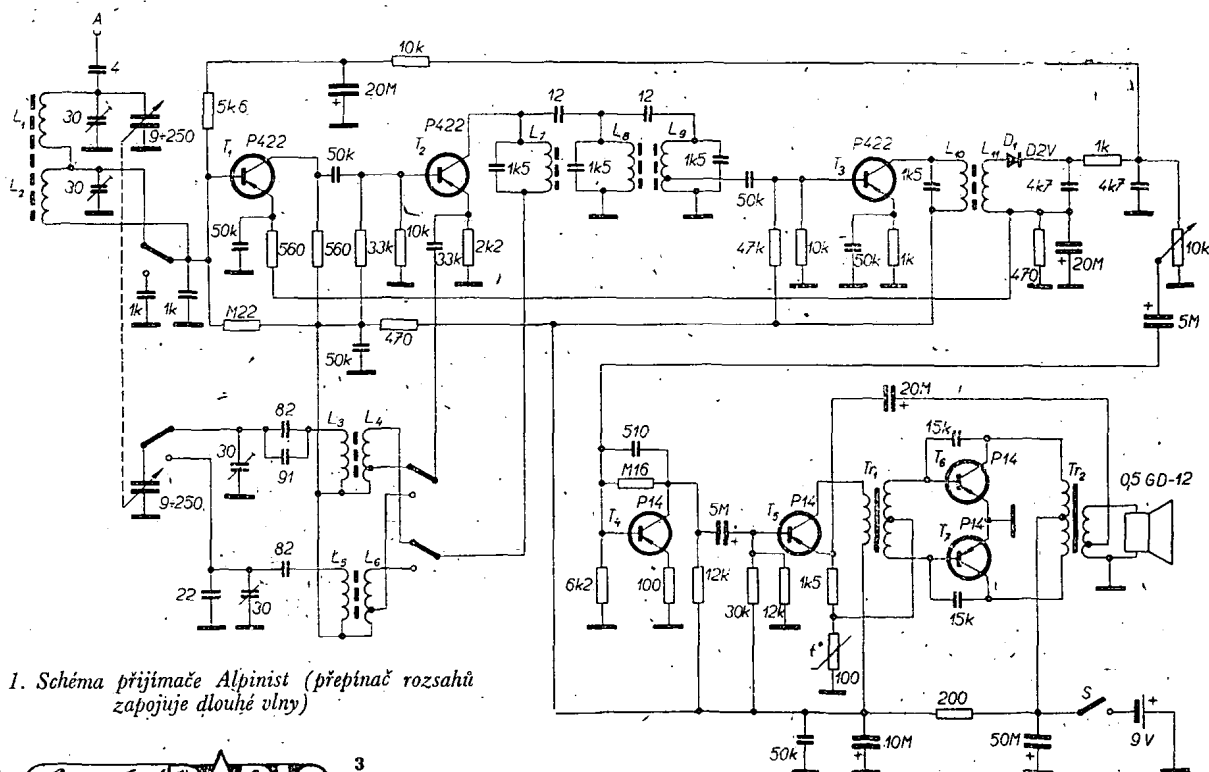 A
4
10k
20M
+
5k6
L₁
30
9÷250
T₁
P422
50k
T₂
P422
12
12
L₇
L₈
L₉
1k5
1k5
1k5
50k
T₃
P422
1k5
L₁₀
L₁₁
D₁
D2V
1k
4k7
4k7
L₂
30
50k
560
560
33k
10k
33k
2k2
47k
10k
50k
1k
470
+
20M
10k
1k
1k
M22
470
50k
+
5M
82
L₃
L₄
30
91
9÷250
82
L₅
L₆
22
30
20M
+
510
M16
P14
T₄
5M
+
T₅
P14
Tr₁
15k
T₆
P14
Tr₂
0,5 GD-12
P14
T₇
15k
6k2
100
12k
30k
12k
1k5
t°
100
200
S
+
9V
50k
10M
+
50M
+
1. Schéma přijímače Alpinist (přepínač rozsahů
zapojuje dlouhé vlny)
3